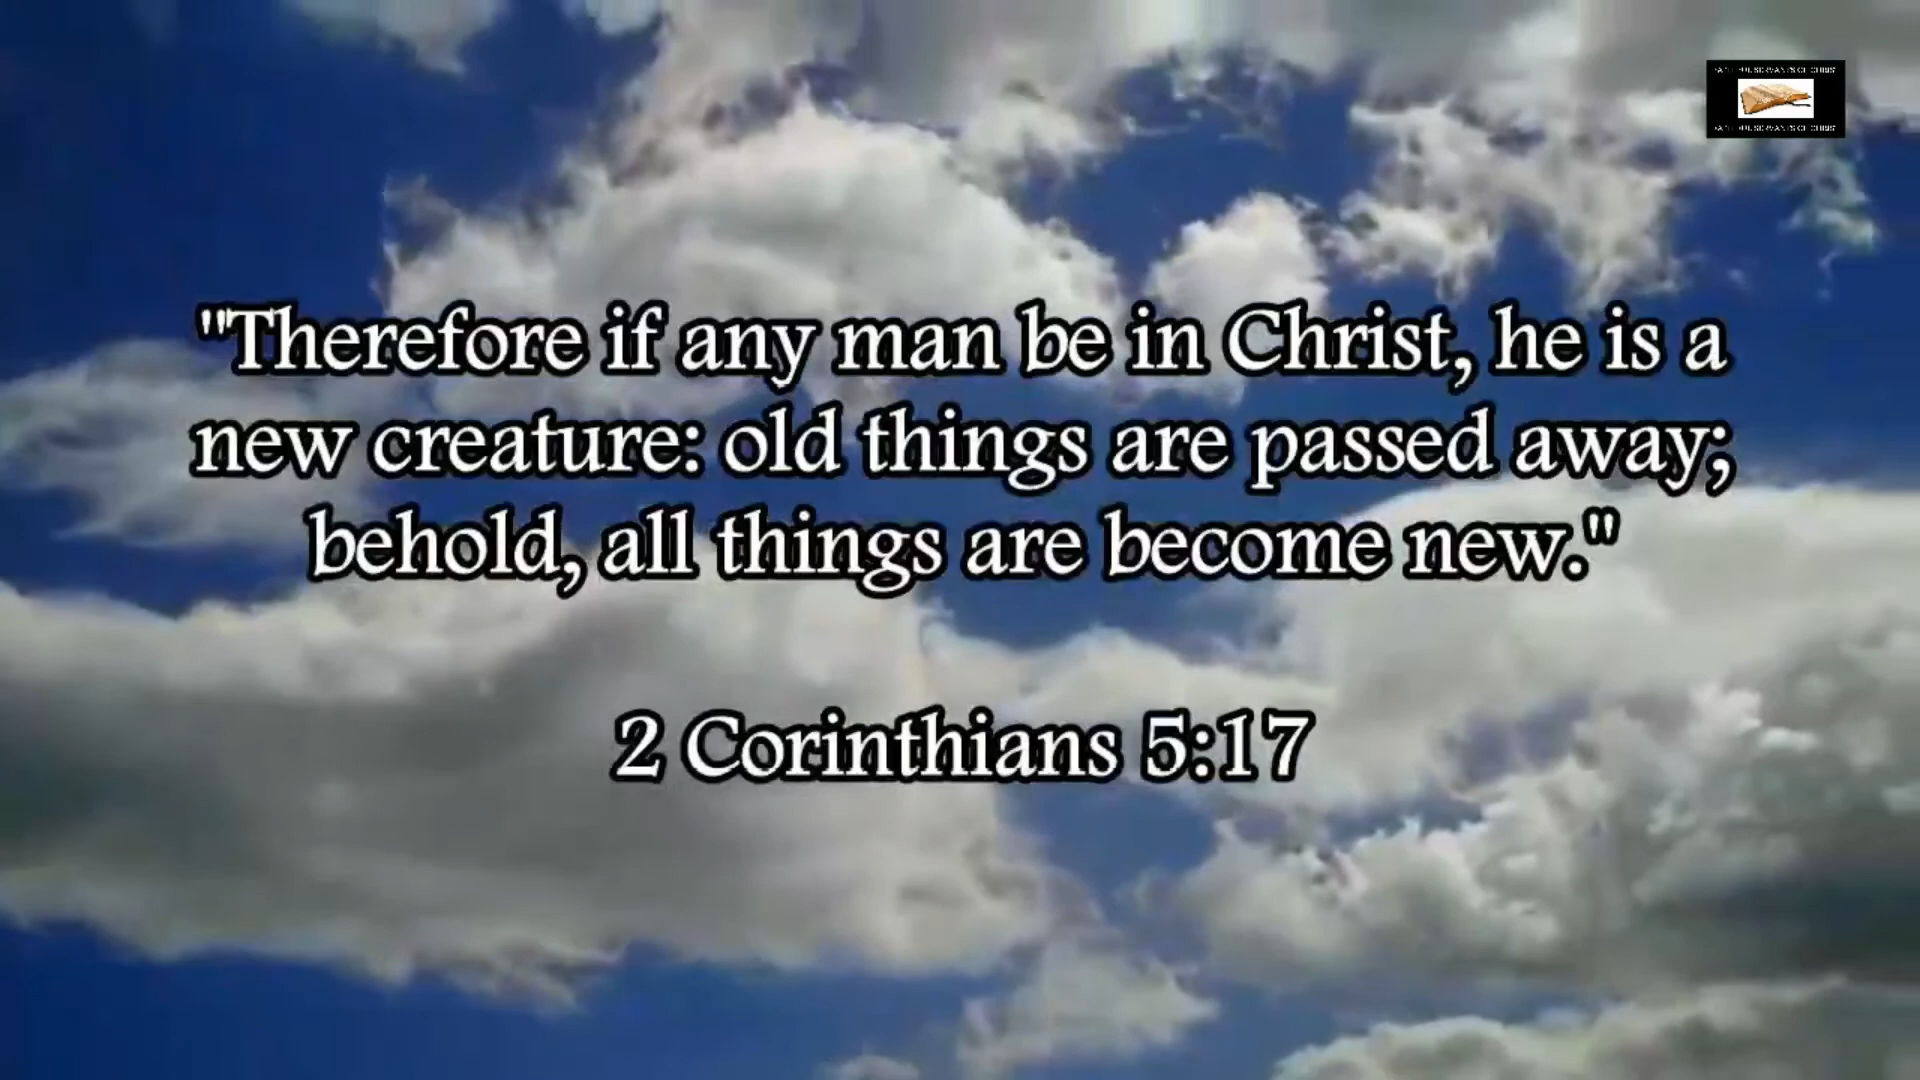 "Therefore if any man be in Christ, he is a
new creature: old things are passed away;
behold, all things are become new."
2 Corinthians 5:17